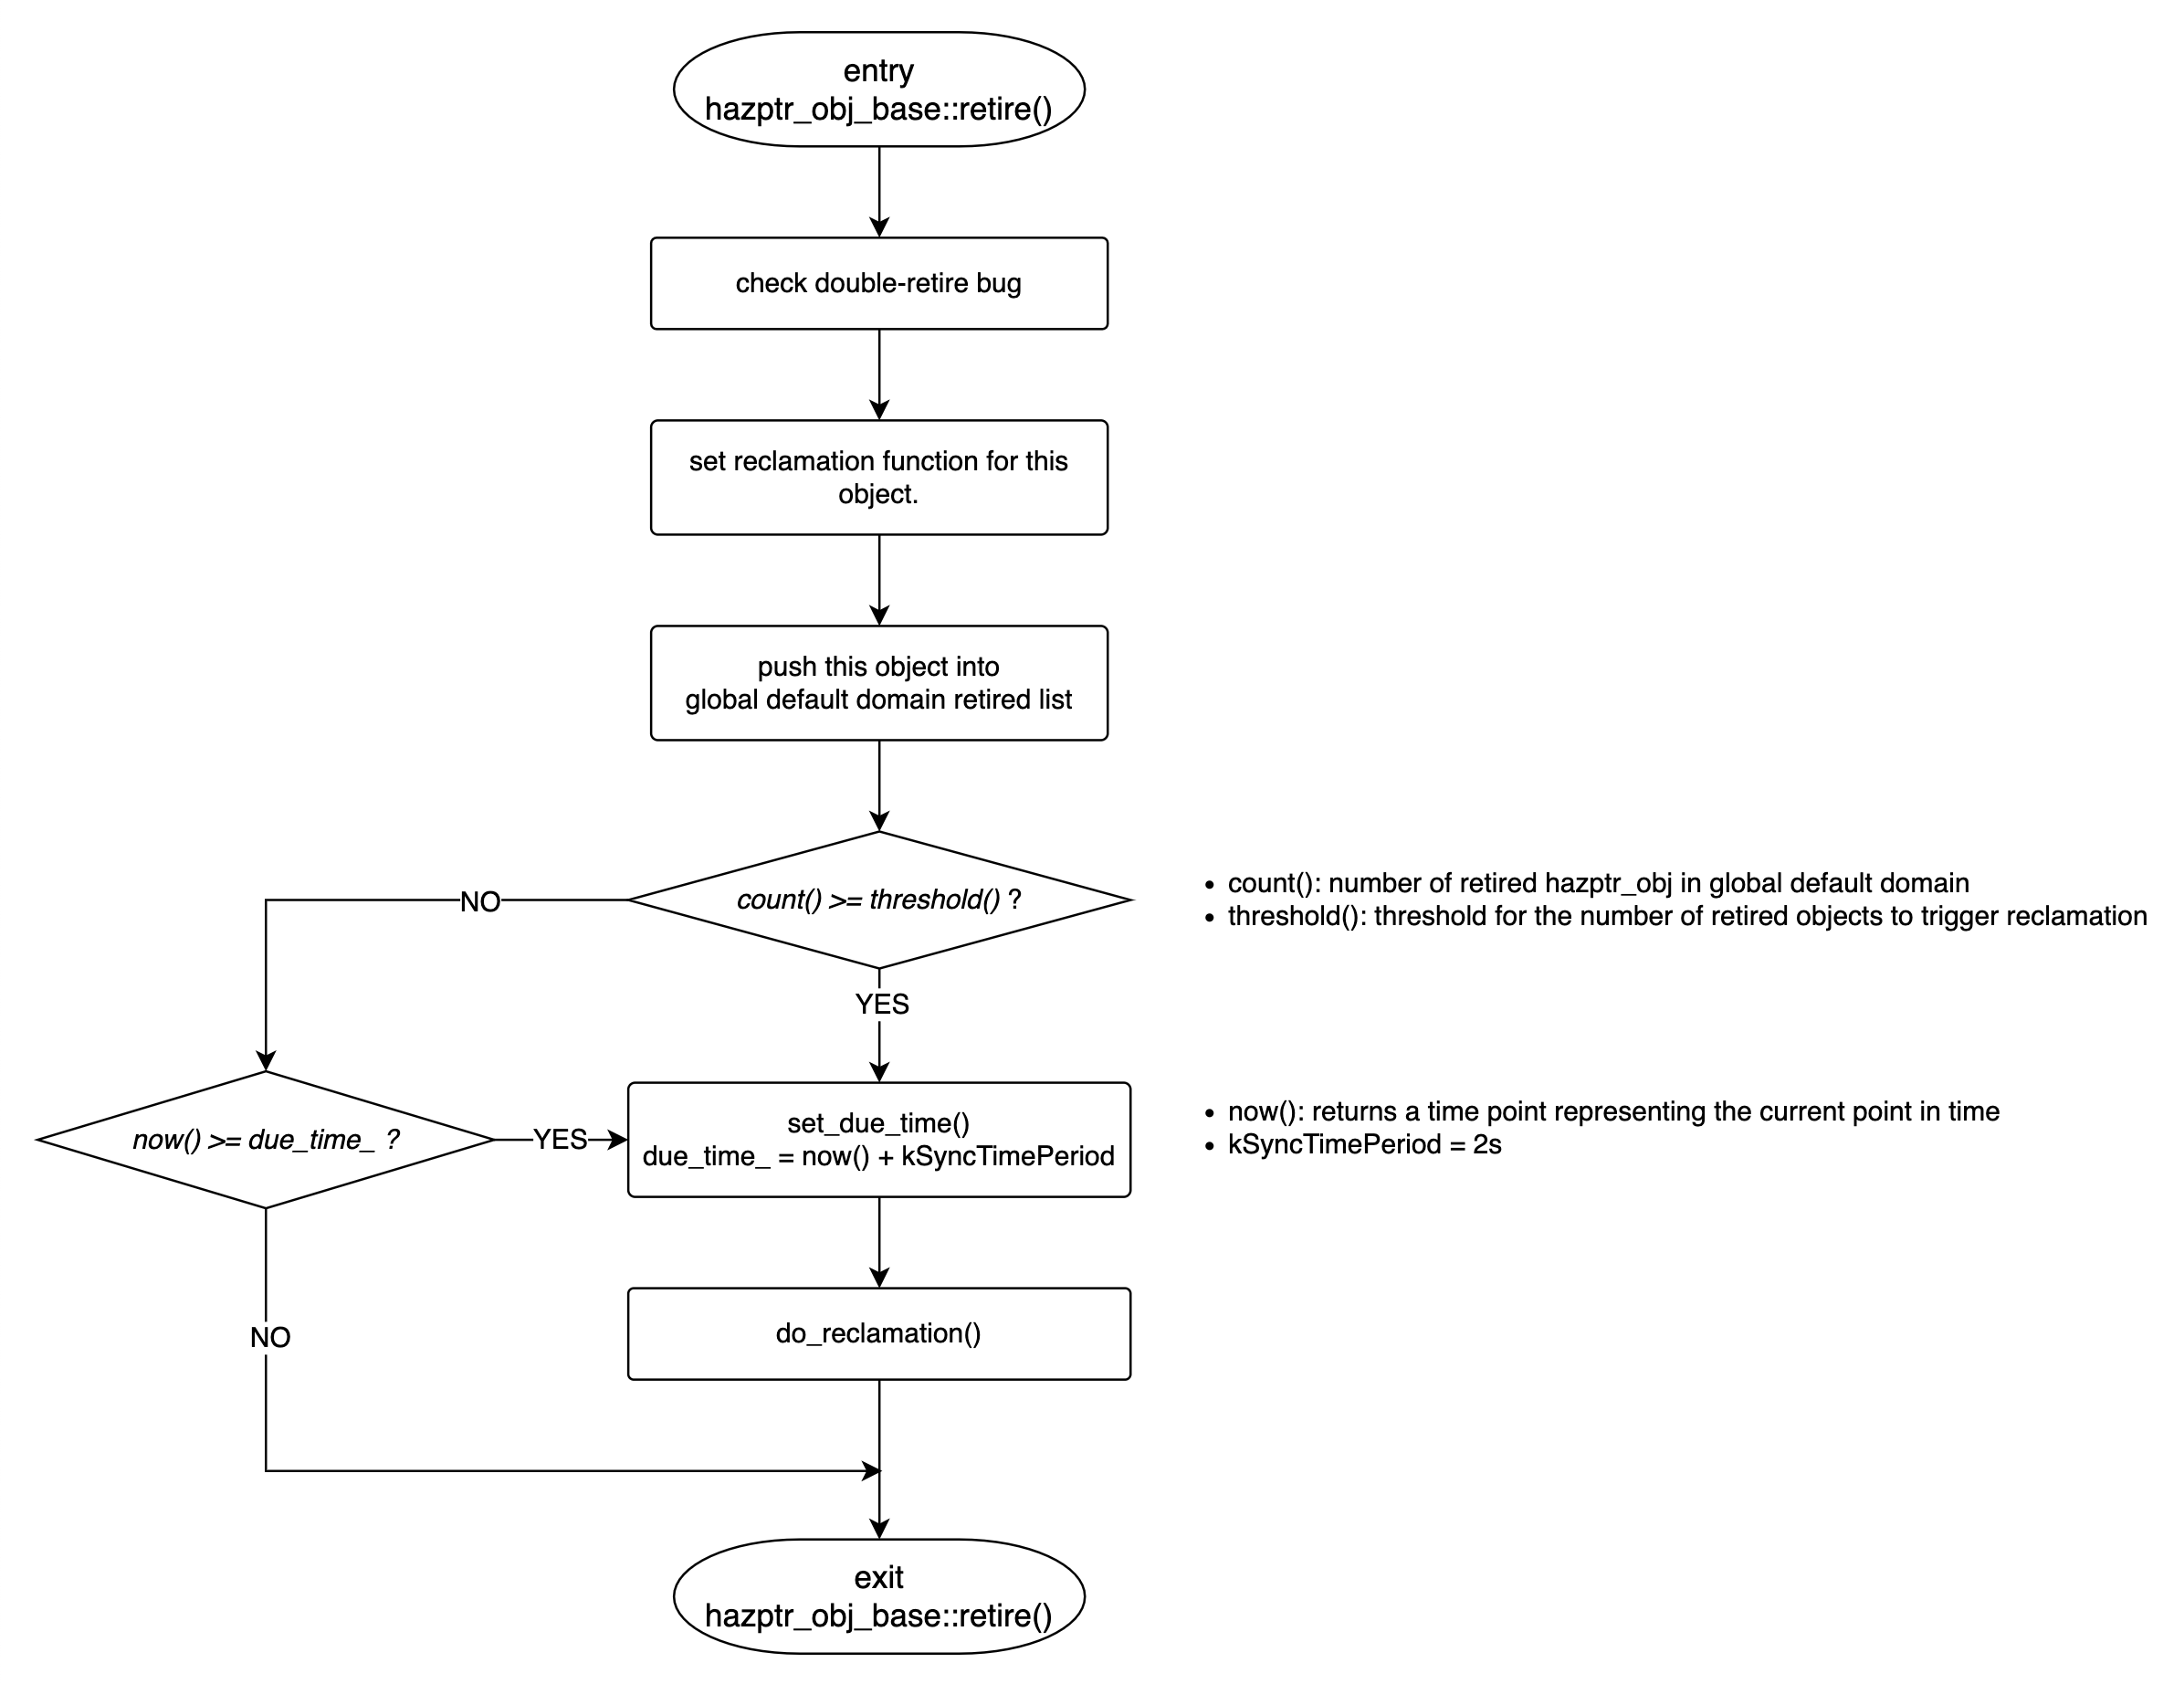 entry
hazptr_obj_base::retire()
check double-retire bug
set reclamation function for this
object.
push this object into
global default domain retired list
count() >= threshold() ?
• count(): number of retired hazptr_obj in global default domain
• threshold(): threshold for the number of retired objects to trigger reclamation
NO
YES
now() >= due_time_ ?
YES
set_due_time()
due_time_ = now() + kSyncTimePeriod
• now(): returns a time point representing the current point in time
• kSyncTimePeriod = 2s
NO
do_reclamation()
exit
hazptr_obj_base::retire()